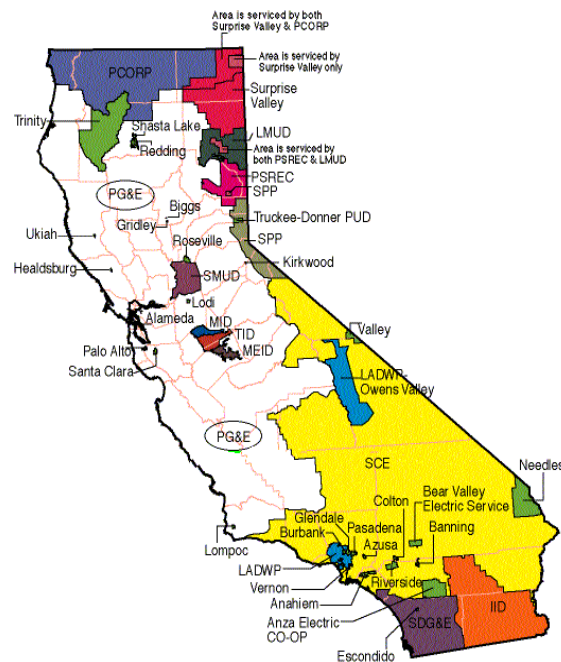 Area is serviced by both
Surprise Valley & PCORP
Area is serviced by
Surprise Valley only
PCORP
Surprise
Valley
Trinity
Shasta Lake
LMUD
Redding
Area is serviced by
both PSREC & LMUD
PSREC
SPP
PG&E
Biggs
Truckee-Donner PUD
Gridley
Ukiah
Roseville
SPP
Kirkwood
Healdsburg
SMUD
Lodi
Alameda
MID
Valley
TID
Palo Alto
MEID
Santa Clara
LADWP-
Owens Valley
PG&E
SCE
Needles
Colton
Bear Valley
Electric Service
Glendale
Burbank
Pasadena
Banning
Azusa
Lompoc
LADWP
Vernon
Riverside
Anahiem
IID
Anza Electric
CO-OP
SDG&E
Escondido